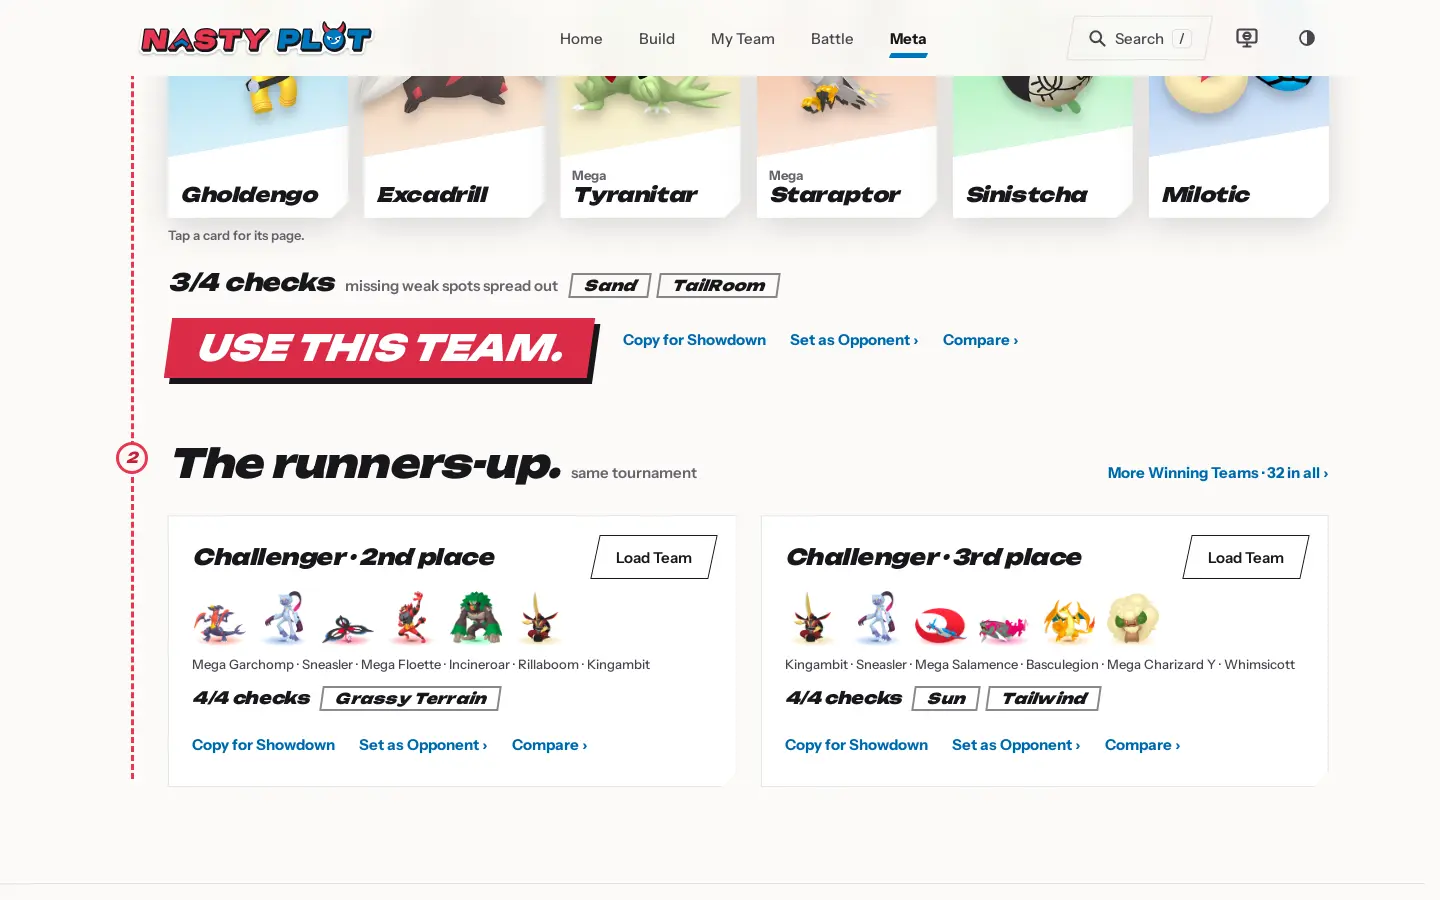 NASTY PLOT
Home
Build
My Team
Battle
Meta
Search /
Gholdengo
Excadrill
Mega
Tyranitar
Mega
Staraptor
Sinistcha
Milotic
Tap a card for its page.
3/4 checks missing weak spots spread out Sand TailRoom
USE THIS TEAM.
Copy for Showdown
Set as Opponent ›
Compare ›
2
The runners-up. same tournament
More Winning Teams · 32 in all ›
Challenger · 2nd place
Load Team
Mega Garchomp · Sneasler · Mega Floette · Incineroar · Rillaboom · Kingambit
4/4 checks Grassy Terrain
Copy for Showdown
Set as Opponent ›
Compare ›
Challenger · 3rd place
Load Team
Kingambit · Sneasler · Mega Salamence · Basculegion · Mega Charizard Y · Whimsicott
4/4 checks Sun Tailwind
Copy for Showdown
Set as Opponent ›
Compare ›